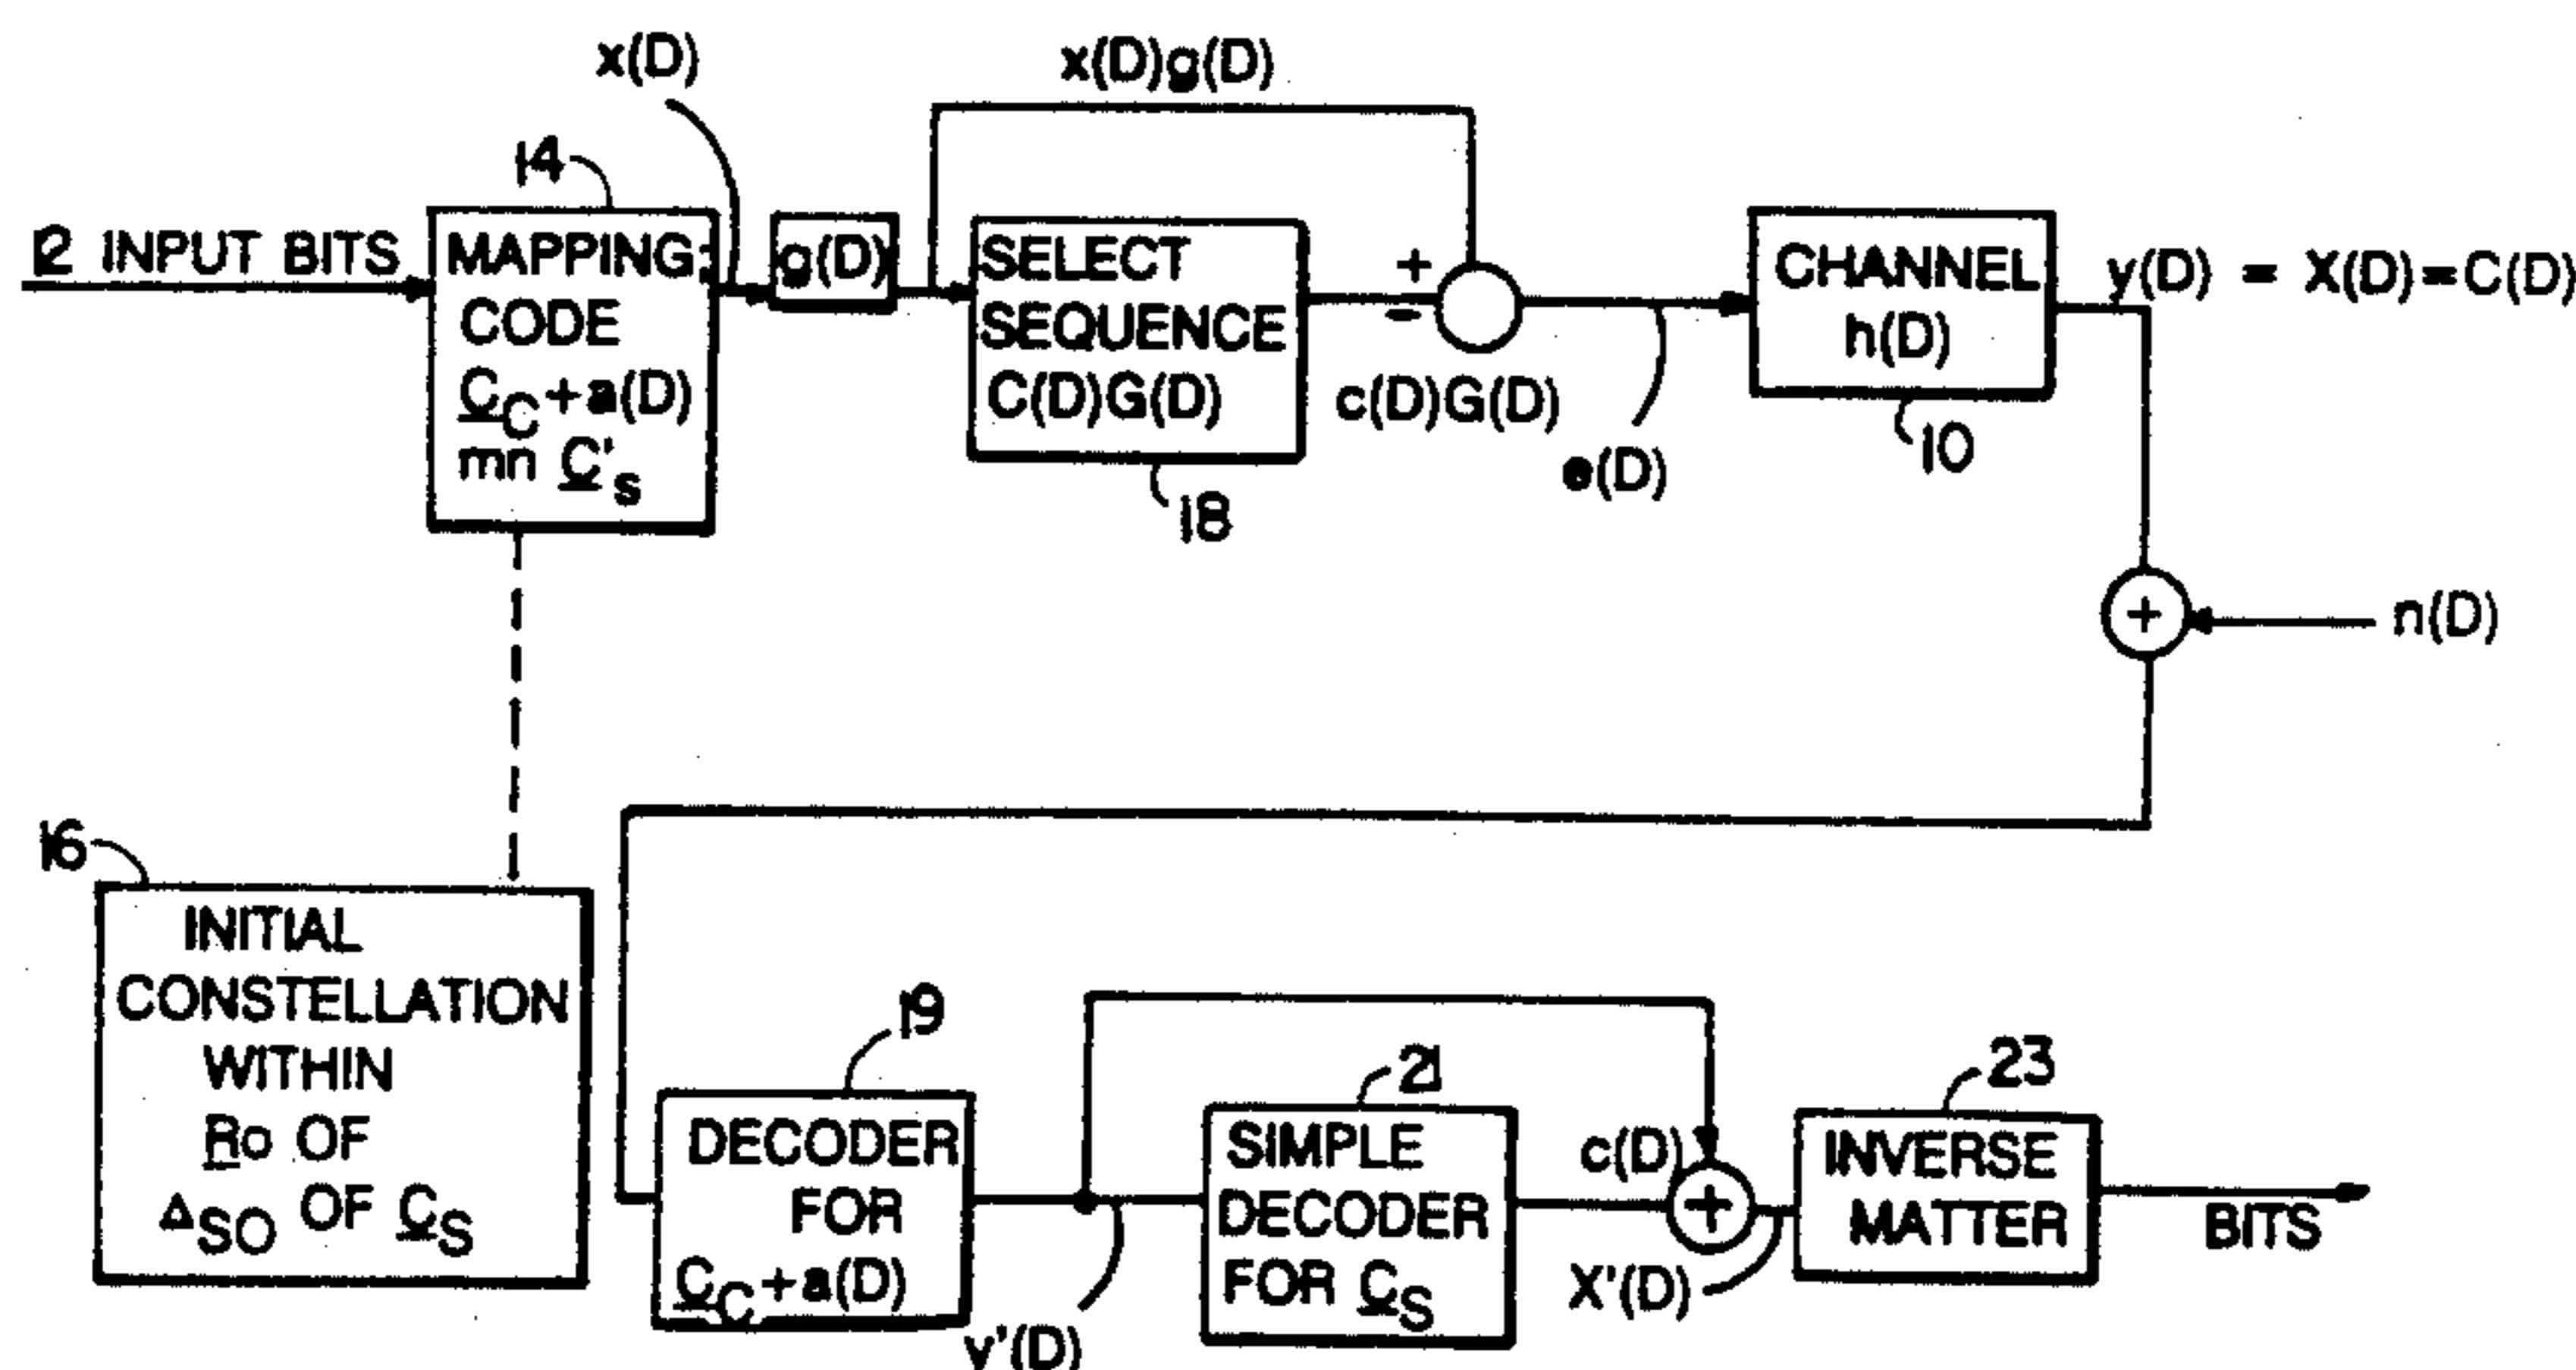 x(D)
x(D)g(D)
14
12 INPUT BITS
MAPPING:
CODE
C_C+a(D)
mn C'_s
g(D)
SELECT
SEQUENCE
C(D)G(D)
18
+
-
c(D)G(D)
e(D)
CHANNEL
h(D)
10
y(D) = X(D)=C(D)
+
n(D)
16
INITIAL
CONSTELLATION
WITHIN
Ro OF
Δ_SO OF C_S
19
DECODER
FOR
C_C+a(D)
y'(D)
21
SIMPLE
DECODER
FOR C_S
c(D)
+
X'(D)
23
INVERSE
MATTER
BITS